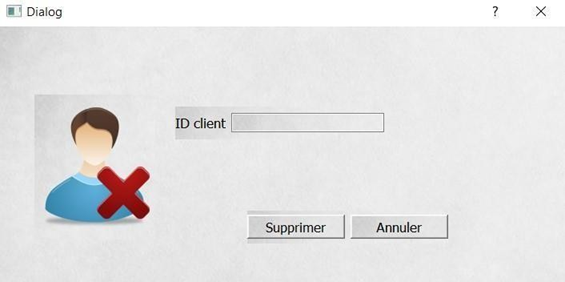 Dialog ?
ID client
Supprimer Annuler